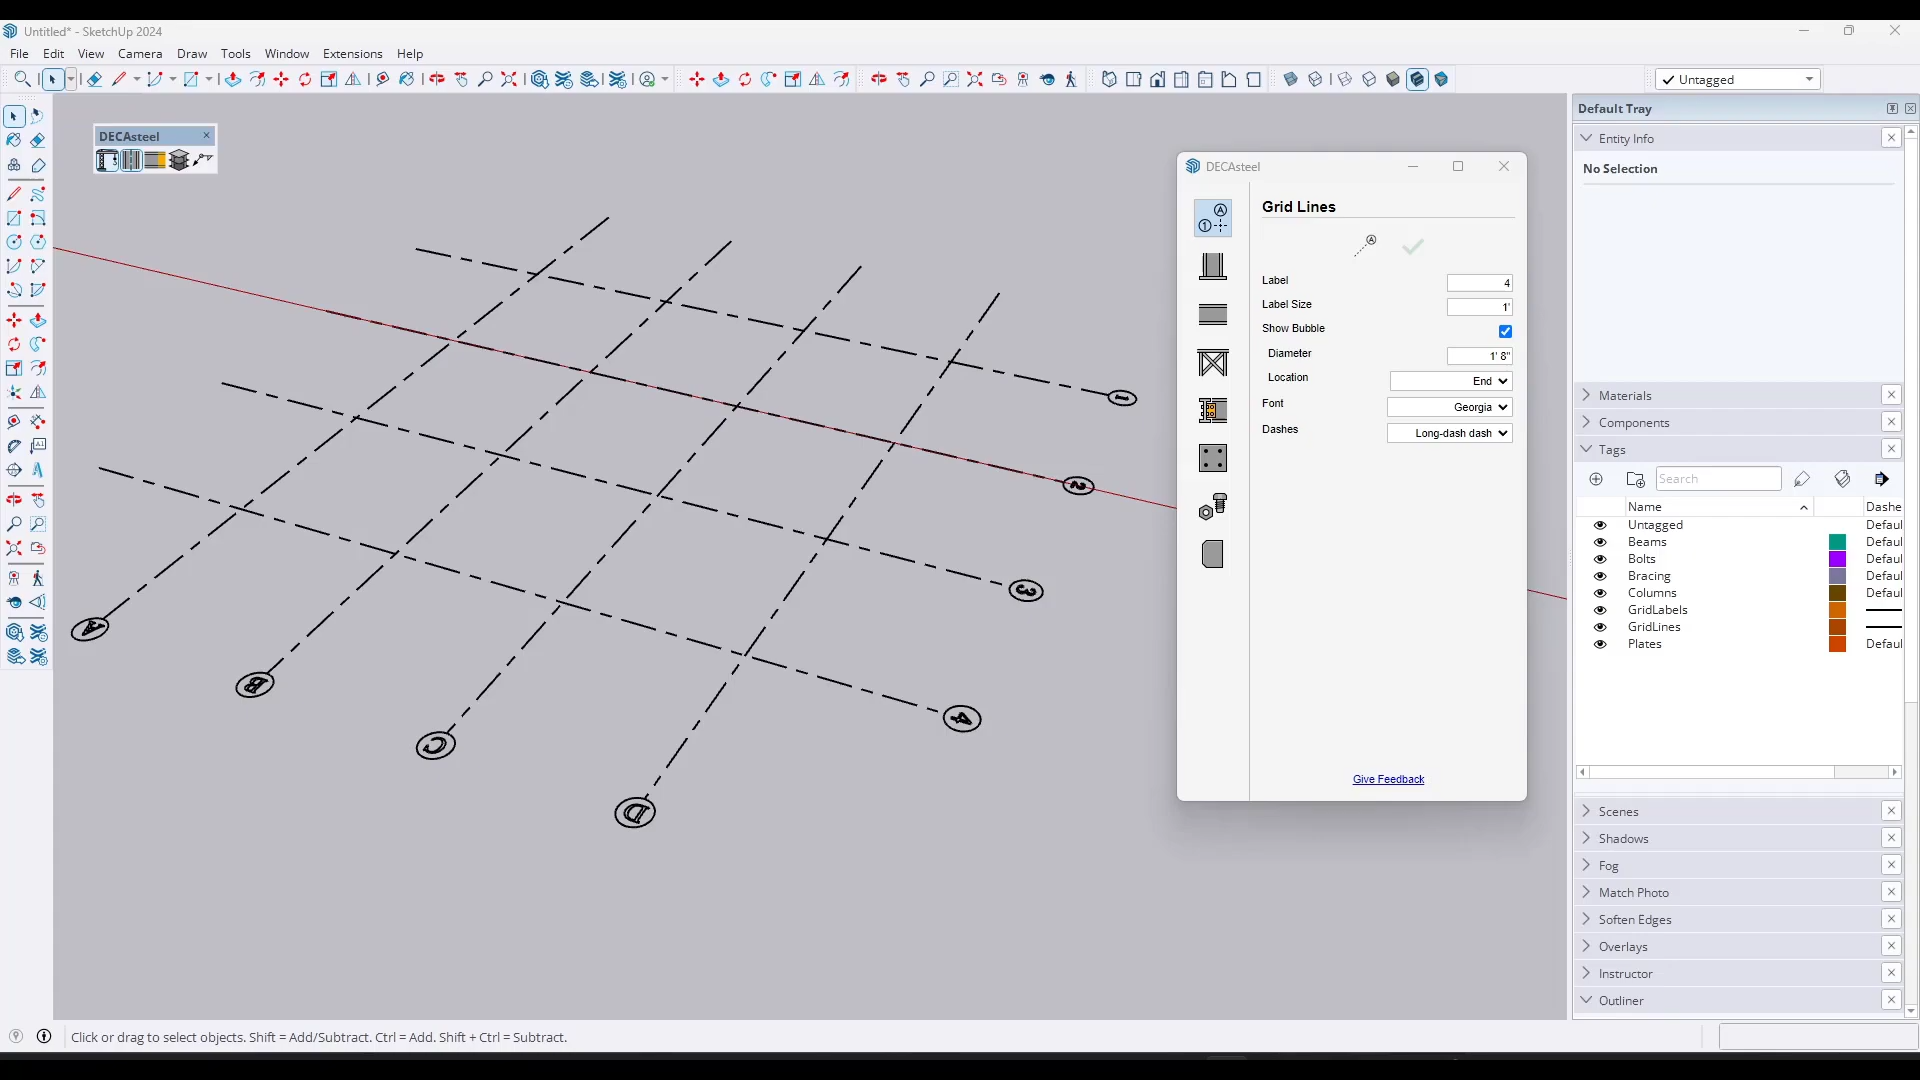 Untitled* - SketchUp 2024
File Edit View Camera Draw Tools Window Extensions Help
Untagged
DECAsteel
DECAsteel
Grid Lines
Label 4
Label Size 1'
Show Bubble
Diameter 1' 8"
Location End
Font Georgia
Dashes Long-dash dash
Give Feedback
1
2
3
4
A
B
C
D
Default Tray
Entity Info
No Selection
Materials
Components
Tags
Search
Name Dashe
Untagged Defaul
Beams Defaul
Bolts Defaul
Bracing Defaul
Columns Defaul
GridLabels
GridLines
Plates Defaul
Scenes
Shadows
Fog
Match Photo
Soften Edges
Overlays
Instructor
Outliner
Click or drag to select objects. Shift = Add/Subtract. Ctrl = Add. Shift + Ctrl = Subtract.